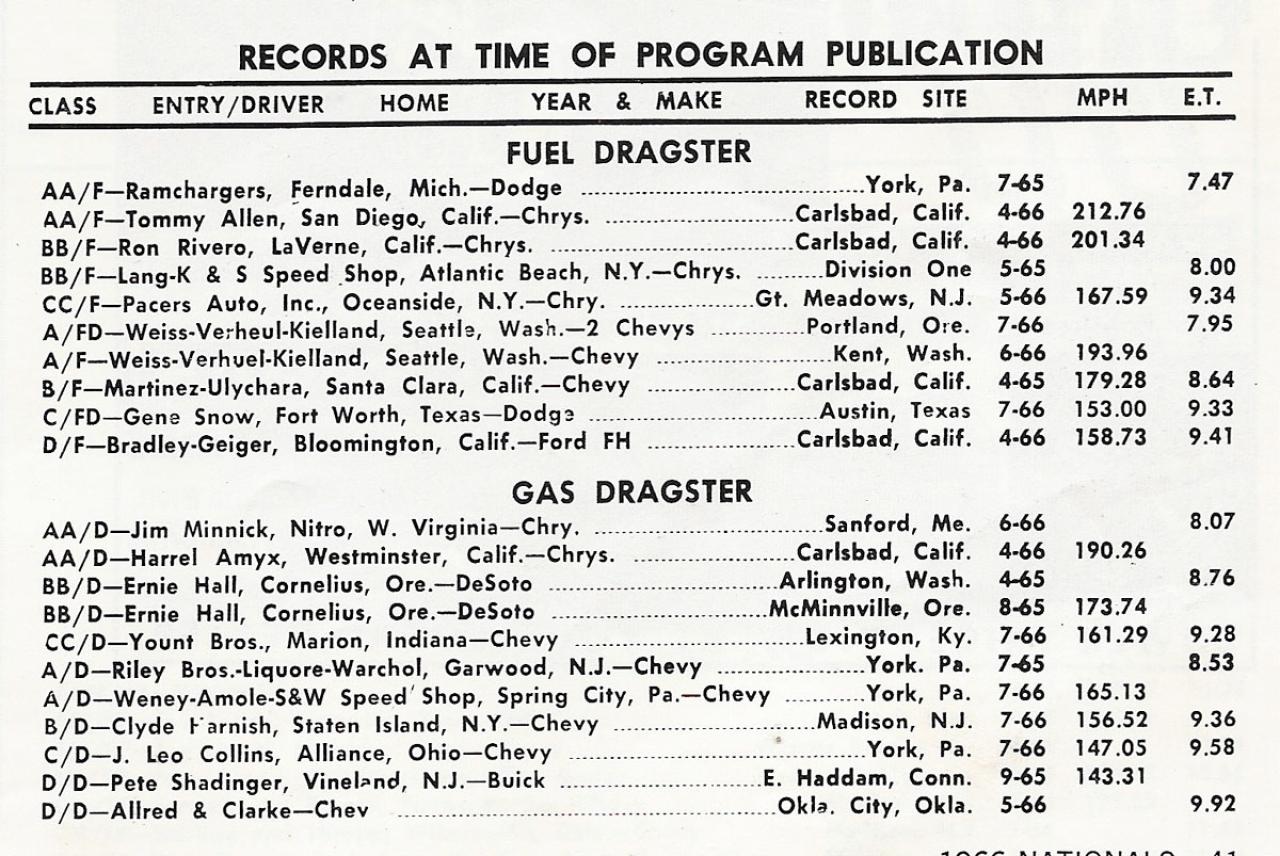 RECORDS AT TIME OF PROGRAM PUBLICATION
CLASS ENTRY/DRIVER HOME YEAR & MAKE RECORD SITE MPH E.T.
FUEL DRAGSTER
AA/F—Ramchargers, Ferndale, Mich.—Dodge ........ York, Pa. 7-65 7.47
AA/F—Tommy Allen, San Diego, Calif.—Chrys. ........ Carlsbad, Calif. 4-66 212.76
BB/F—Ron Rivero, LaVerne, Calif.—Chrys. ........ Carlsbad, Calif. 4-66 201.34
BB/F—Lang-K & S Speed Shop, Atlantic Beach, N.Y.—Chrys. ........ Division One 5-65 8.00
CC/F—Pacers Auto, Inc., Oceanside, N.Y.—Chry. ........ Gt. Meadows, N.J. 5-66 167.59 9.34
A/FD—Weiss-Verheul-Kielland, Seattle, Wash.—2 Chevys ........ Portland, Ore. 7-66 7.95
A/F—Weiss-Verhuel-Kielland, Seattle, Wash.—Chevy ........ Kent, Wash. 6-66 193.96
B/F—Martinez-Ulychara, Santa Clara, Calif.—Chevy ........ Carlsbad, Calif. 4-65 179.28 8.64
C/FD—Gene Snow, Fort Worth, Texas—Dodge ........ Austin, Texas 7-66 153.00 9.33
D/F—Bradley-Geiger, Bloomington, Calif.—Ford FH ........ Carlsbad, Calif. 4-66 158.73 9.41
GAS DRAGSTER
AA/D—Jim Minnick, Nitro, W. Virginia—Chry. ........ Sanford, Me. 6-66 8.07
AA/D—Harrel Amyx, Westminster, Calif.—Chrys. ........ Carlsbad, Calif. 4-66 190.26
BB/D—Ernie Hall, Cornelius, Ore.—DeSoto ........ Arlington, Wash. 4-65 8.76
BB/D—Ernie Hall, Cornelius, Ore.—DeSoto ........ McMinnville, Ore. 8-65 173.74
CC/D—Yount Bros., Marion, Indiana—Chevy ........ Lexington, Ky. 7-66 161.29 9.28
A/D—Riley Bros.-Liquore-Warchol, Garwood, N.J.—Chevy ........ York. Pa. 7-65 8.53
A/D—Weney-Amole-S&W Speed Shop, Spring City, Pa.—Chevy ........ York, Pa. 7-66 165.13
B/D—Clyde Harnish, Staten Island, N.Y.—Chevy ........ Madison, N.J. 7-66 156.52 9.36
C/D—J. Leo Collins, Alliance, Ohio—Chevy ........ York, Pa. 7-66 147.05 9.58
D/D—Pete Shadinger, Vineland, N.J.—Buick ........ E. Haddam, Conn. 9-65 143.31
D/D—Allred & Clarke—Chev ........ Okla. City, Okla. 5-66 9.92